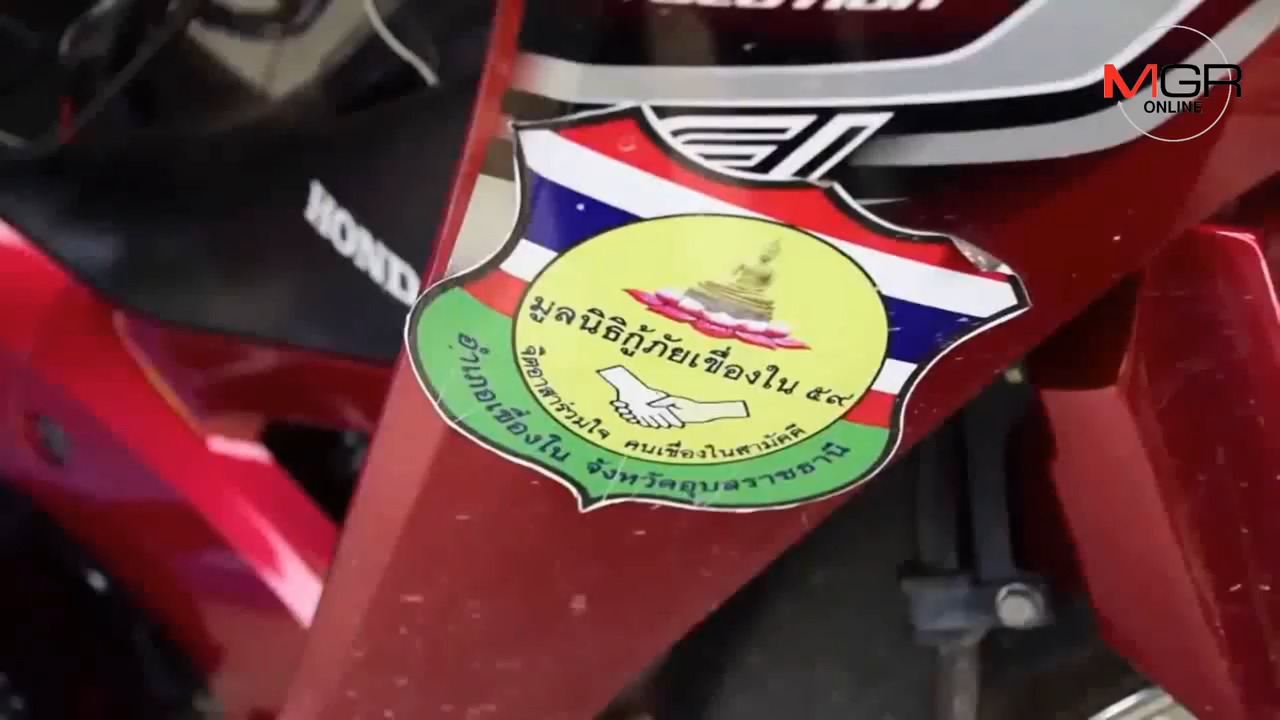 MGR
ONLINE
HOND
มูลนิธิกู้ภัยเขื่องใน ๕๙
จิตอาสาร่วมใจ คนเขื่องในสามัคคี
อำเภอเขื่องใน จังหวัดอุบลราชธานี